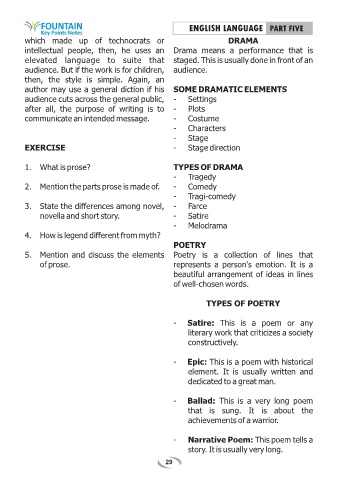 FOUNTAIN
Key Points Notes
ENGLISH LANGUAGE PART FIVE
which made up of technocrats or
intellectual people, then, he uses an
elevated language to suite that
audience. But if the work is for children,
then, the style is simple. Again, an
author may use a general diction if his
audience cuts across the general public,
after all, the purpose of writing is to
communicate an intended message.
EXERCISE
1. What is prose?
2. Mention the parts prose is made of.
3. State the differences among novel,
novella and short story.
4. How is legend different from myth?
5. Mention and discuss the elements
of prose.
DRAMA
Drama means a performance that is
staged. This is usually done in front of an
audience.
SOME DRAMATIC ELEMENTS
- Settings
- Plots
- Costume
- Characters
- Stage
- Stage direction
TYPES OF DRAMA
- Tragedy
- Comedy
- Tragi-comedy
- Farce
- Satire
- Melodrama
POETRY
Poetry is a collection of lines that
represents a person's emotion. It is a
beautiful arrangement of ideas in lines
of well-chosen words.
TYPES OF POETRY
- Satire: This is a poem or any
literary work that criticizes a society
constructively.
- Epic: This is a poem with historical
element. It is usually written and
dedicated to a great man.
- Ballad: This is a very long poem
that is sung. It is about the
achievements of a warrior.
- Narrative Poem: This poem tells a
story. It is usually very long.
29